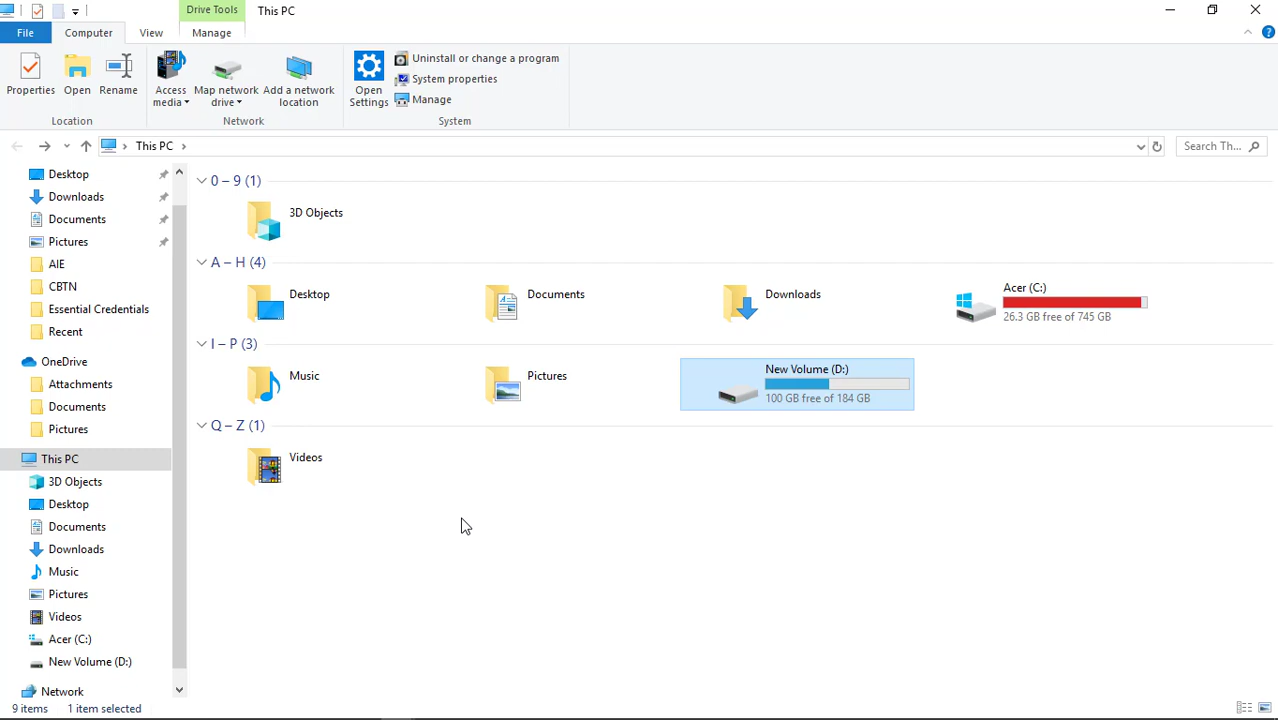 Drive Tools
This PC
File
Computer
View
Manage
Properties
Open
Rename
Access media
Map network drive
Add a network location
Open Settings
Uninstall or change a program
System properties
Manage
Location
Network
System
This PC
Search Th...
Desktop
Downloads
Documents
Pictures
AIE
CBTN
Essential Credentials
Recent
OneDrive
Attachments
Documents
Pictures
This PC
3D Objects
Desktop
Documents
Downloads
Music
Pictures
Videos
Acer (C:)
New Volume (D:)
Network
0 – 9 (1)
3D Objects
A – H (4)
Desktop
Documents
Downloads
Acer (C:)
26.3 GB free of 745 GB
I – P (3)
Music
Pictures
New Volume (D:)
100 GB free of 184 GB
Q – Z (1)
Videos
9 items
1 item selected